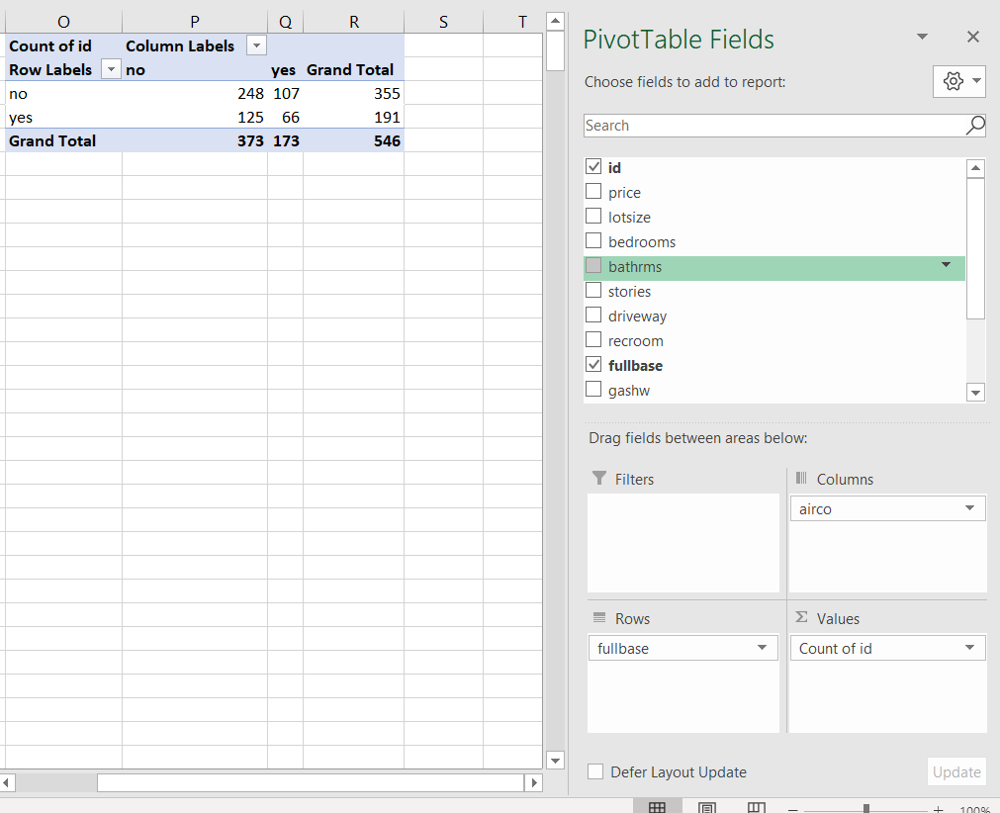 O P Q R S T
Count of id Column Labels
Row Labels no yes Grand Total
no 248 107 355
yes 125 66 191
Grand Total 373 173 546
PivotTable Fields
Choose fields to add to report:
Search
id
price
lotsize
bedrooms
bathrms
stories
driveway
recroom
fullbase
gashw
Drag fields between areas below:
Filters
Columns
airco
Rows
Σ Values
fullbase
Count of id
Defer Layout Update
Update
100%